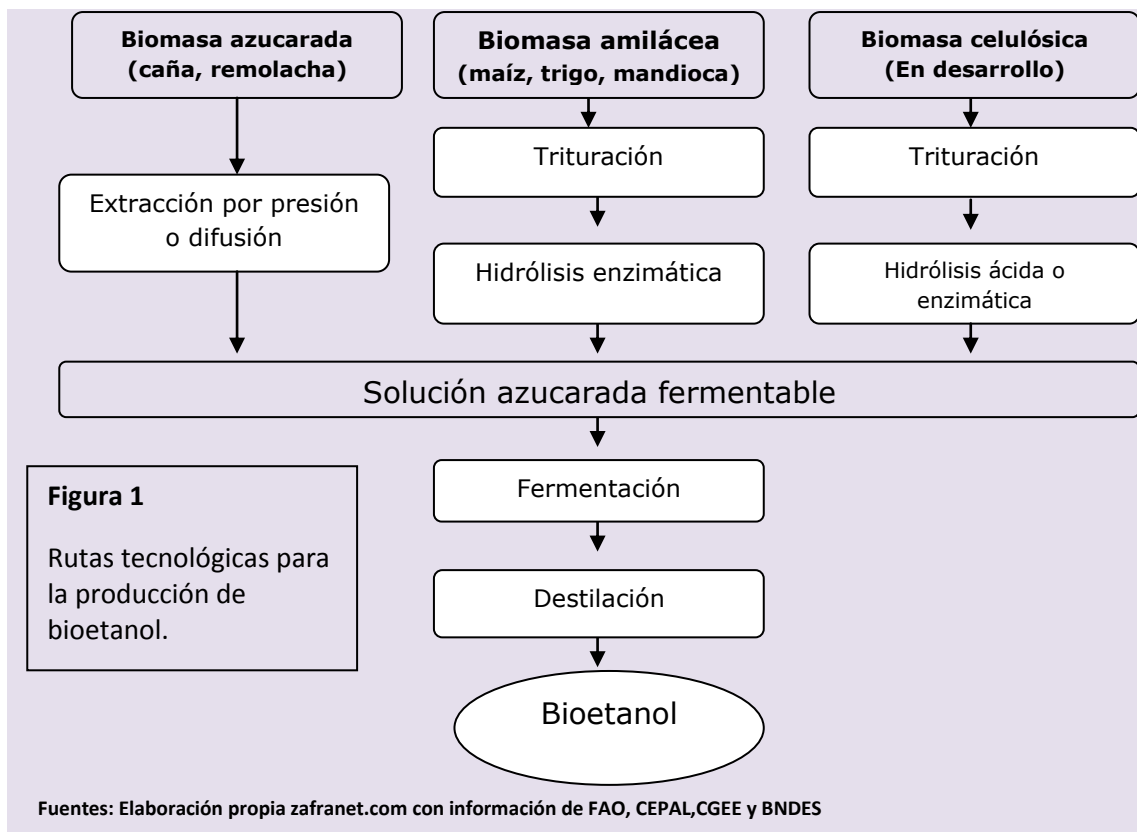 Biomasa azucarada
(caña, remolacha)
Biomasa amilácea
(maíz, trigo, mandioca)
Biomasa celulósica
(En desarrollo)
Trituración
Trituración
Extracción por presión
o difusión
Hidrólisis enzimática
Hidrólisis ácida o
enzimática
Solución azucarada fermentable
Fermentación
Figura 1
Rutas tecnológicas para
la producción de
bioetanol.
Destilación
Bioetanol
Fuentes: Elaboración propia zafranet.com con información de FAO, CEPAL,CGEE y BNDES